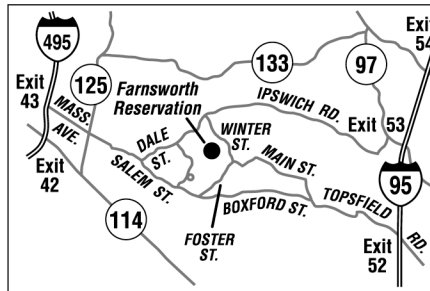 495
Exit
43
MASS.
AVE.
Exit
42
125
Farnsworth
Reservation
133
97
Exit
54
IPSWICH RD.
Exit 53
DALE
ST.
WINTER
ST.
MAIN ST.
SALEM ST.
114
FOSTER
ST.
BOXFORD ST.
TOPSFIELD
RD.
95
Exit
52